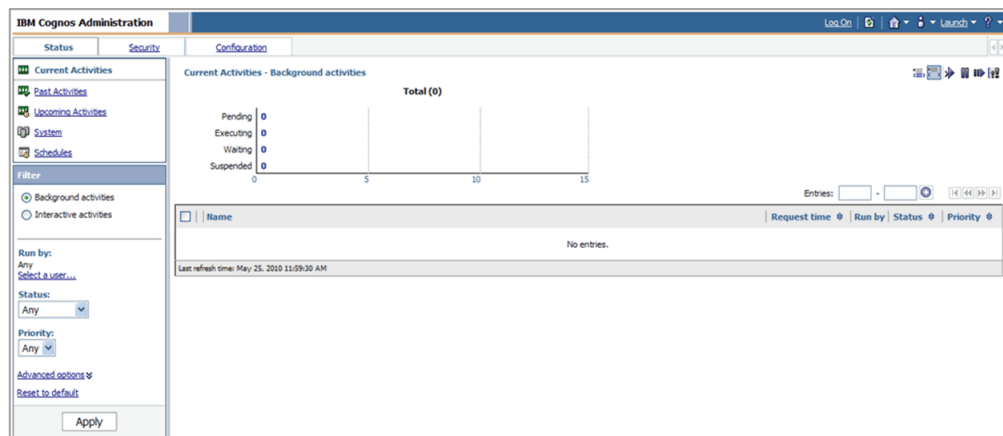 IBM Cognos Administration
Log On
Launch
?
Status
Security
Configuration
Current Activities
Past Activities
Upcoming Activities
System
Schedules
Filter
Background activities
Interactive activities
Run by:
Any
Select a user...
Status:
Any
Priority:
Any
Advanced options
Reset to default
Apply
Current Activities - Background activities
Total (0)
Pending 0
Executing 0
Waiting 0
Suspended 0
0 5 10 15
Entries: -
Name Request time Run by Status Priority
No entries.
Last refresh time: May 25, 2010 11:59:30 AM